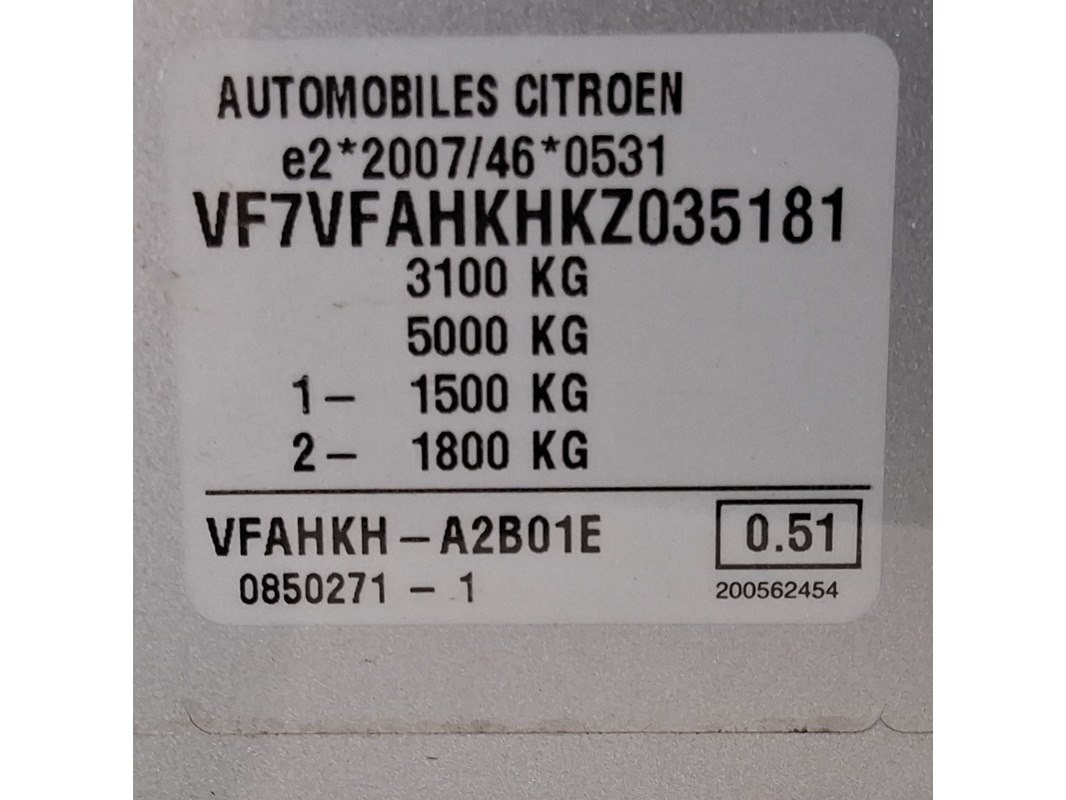 AUTOMOBILES CITROEN
e2*2007/46*0531
VF7VFAHKHKZ035181
3100 KG
5000 KG
1– 1500 KG
2– 1800 KG
VFAHKH–A2B01E
0.51
0850271 – 1
200562454